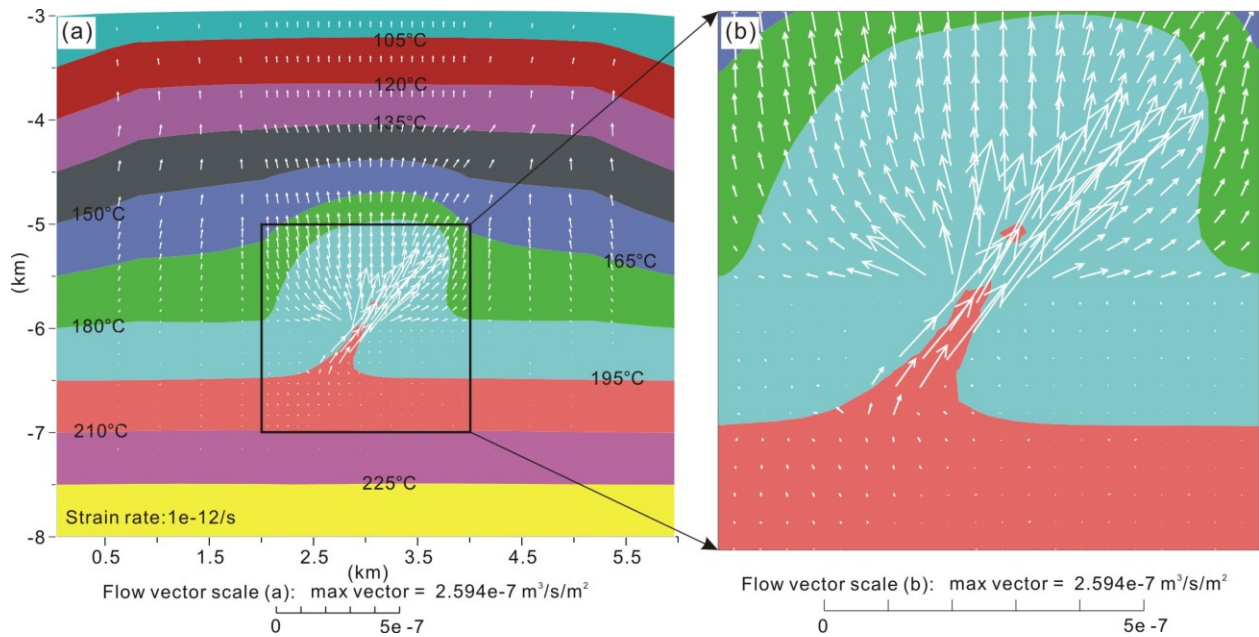 (a)
(b)
-3
-4
-5
-6
-7
-8
(km)
105°C
120°C
135°C
150°C
165°C
180°C
195°C
210°C
225°C
Strain rate:1e-12/s
0.5 1.5 2.5 3.5 4.5 5.5
(km)
Flow vector scale (a): max vector = 2.594e-7 m³/s/m²
0 5e -7
Flow vector scale (b): max vector = 2.594e-7 m³/s/m²
0 5e -7